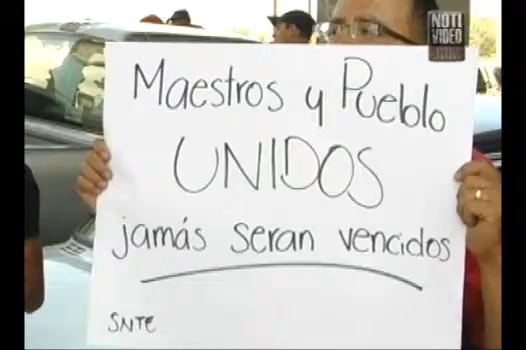 NOTI
VIDEO
Maestros y Pueblo
UNIDOS
jamás seran vencidos
SNTE